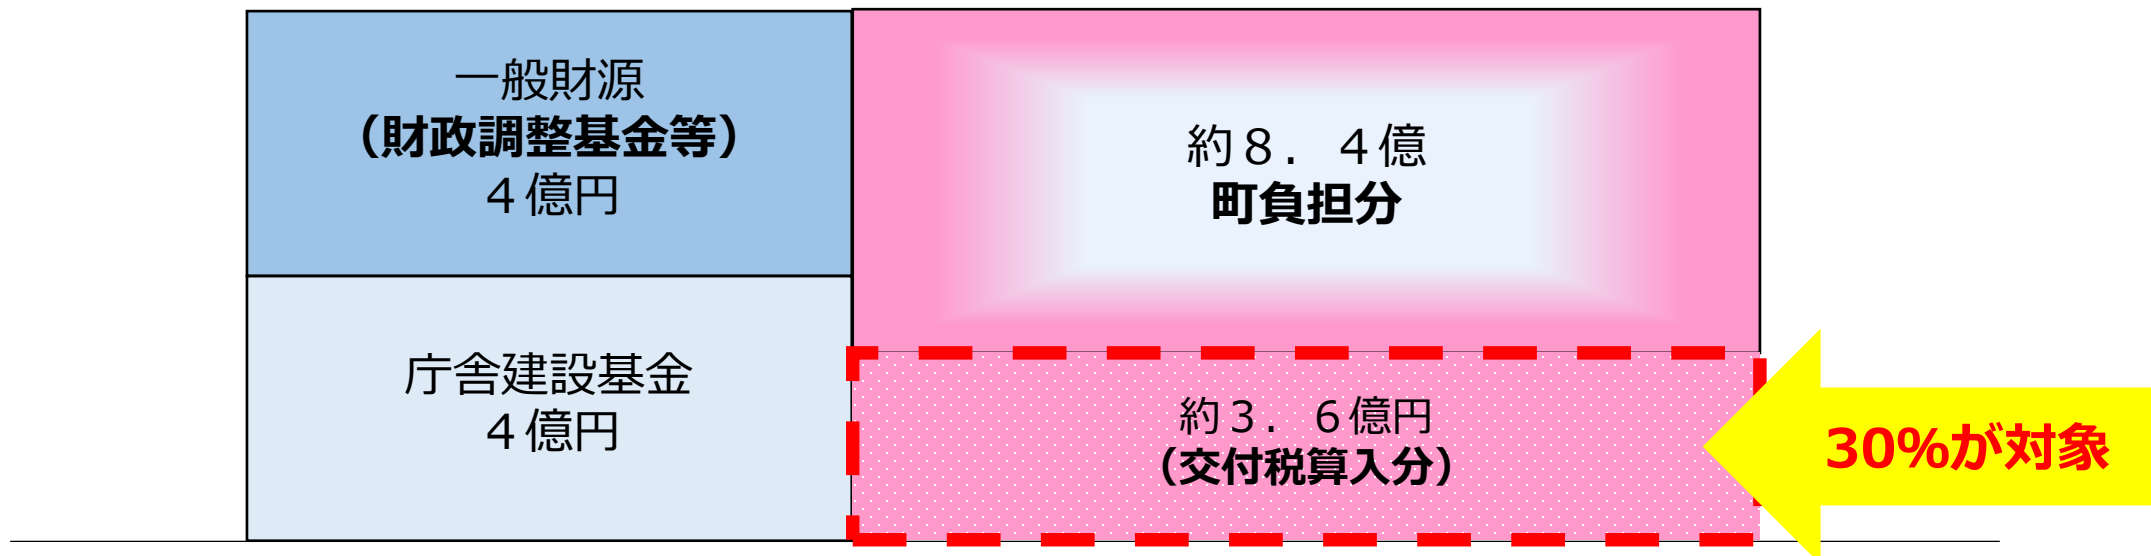 一般財源
（財政調整基金等）
４億円
庁舎建設基金
４億円
約８．４億
町負担分
約３．６億円
（交付税算入分）
30%が対象